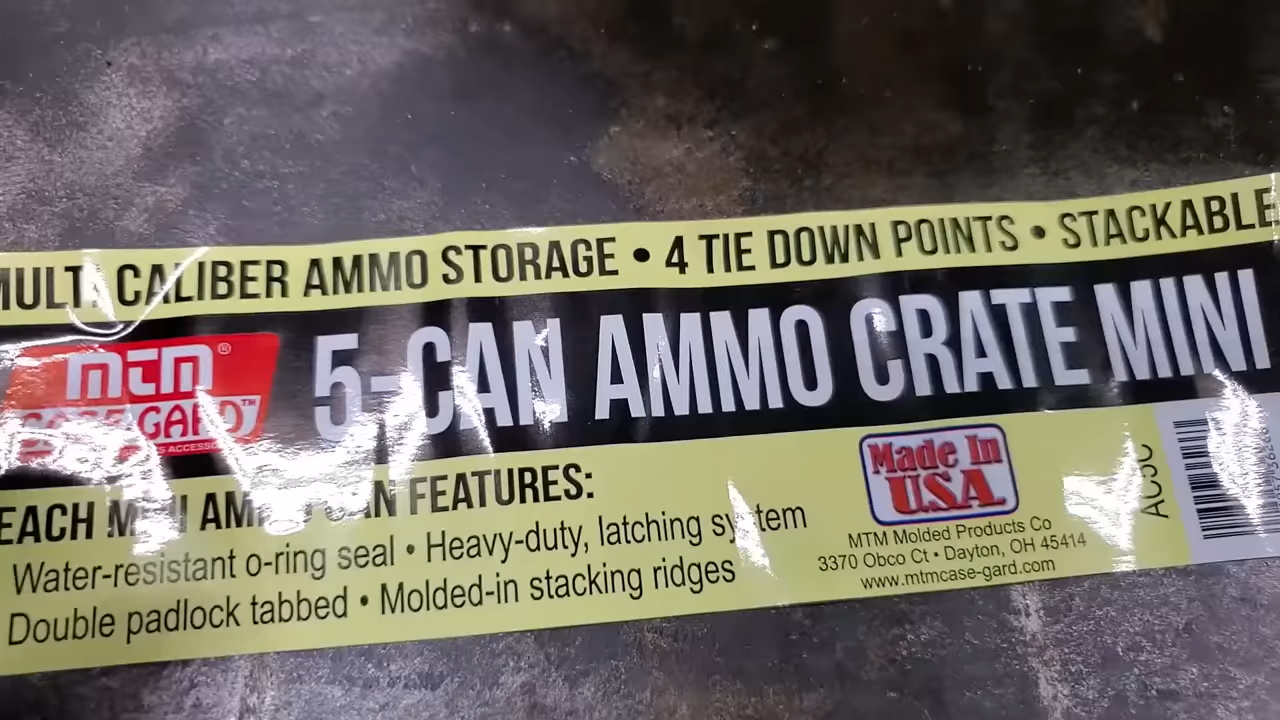 CALIBER AMMO STORAGE • 4 TIE DOWN POINTS • STACKABLE
mtm®
GARD™
5-CAN AMMO CRATE MINI
EACH FEATURES:
Water-resistant o-ring seal • Heavy-duty, latching system
Double padlock tabbed • Molded-in stacking ridges
Made In
USA
MTM Molded Products Co
3370 Obco Ct • Dayton, OH 45414
www.mtmcase-gard.com